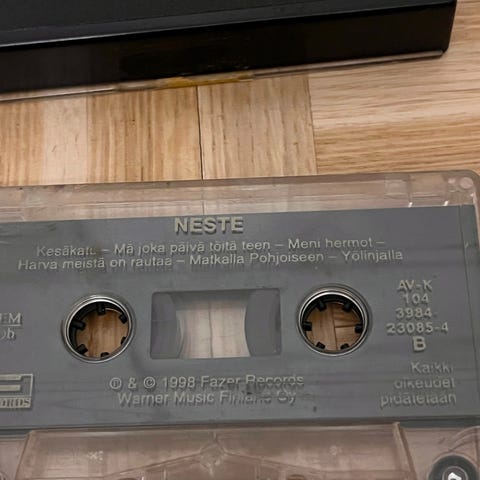 NESTE
Kesäkatu – Mä joka päivä töitä teen – Meni hermot –
Harva meistä on rautaa – Matkalla Pohjoiseen – Yölinjalla
AV-K
104
3984
23085-4
B
℗ & © 1998 Fazer Records
Warner Music Finland Oy
Kaikki
oikeudet
pidätetään